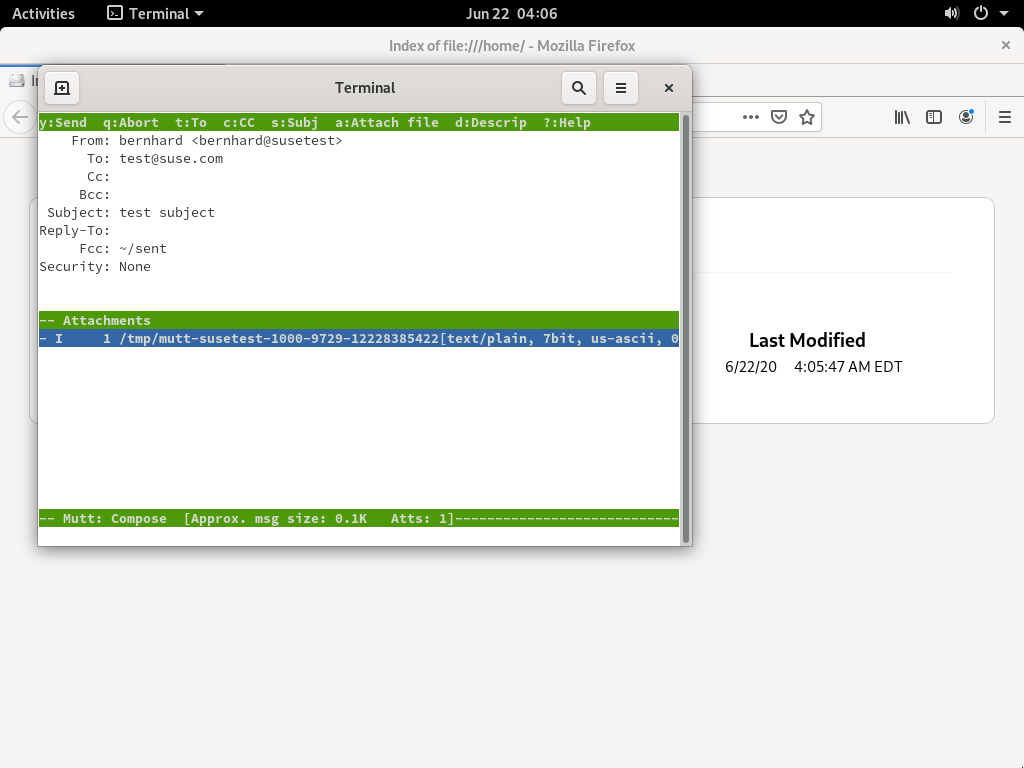 Activities Terminal Jun 22 04:06
Index of file:///home/ - Mozilla Firefox
Terminal
y:Send q:Abort t:To c:CC s:Subj a:Attach file d:Descrip ?:Help
From: bernhard <bernhard@susetest>
To: test@suse.com
Cc:
Bcc:
Subject: test subject
Reply-To:
Fcc: ~/sent
Security: None
-- Attachments
- I 1 /tmp/mutt-susetest-1000-9729-12228385422[text/plain, 7bit, us-ascii, 0
Last Modified
6/22/20 4:05:47 AM EDT
-- Mutt: Compose [Approx. msg size: 0.1K Atts: 1]----------------------------